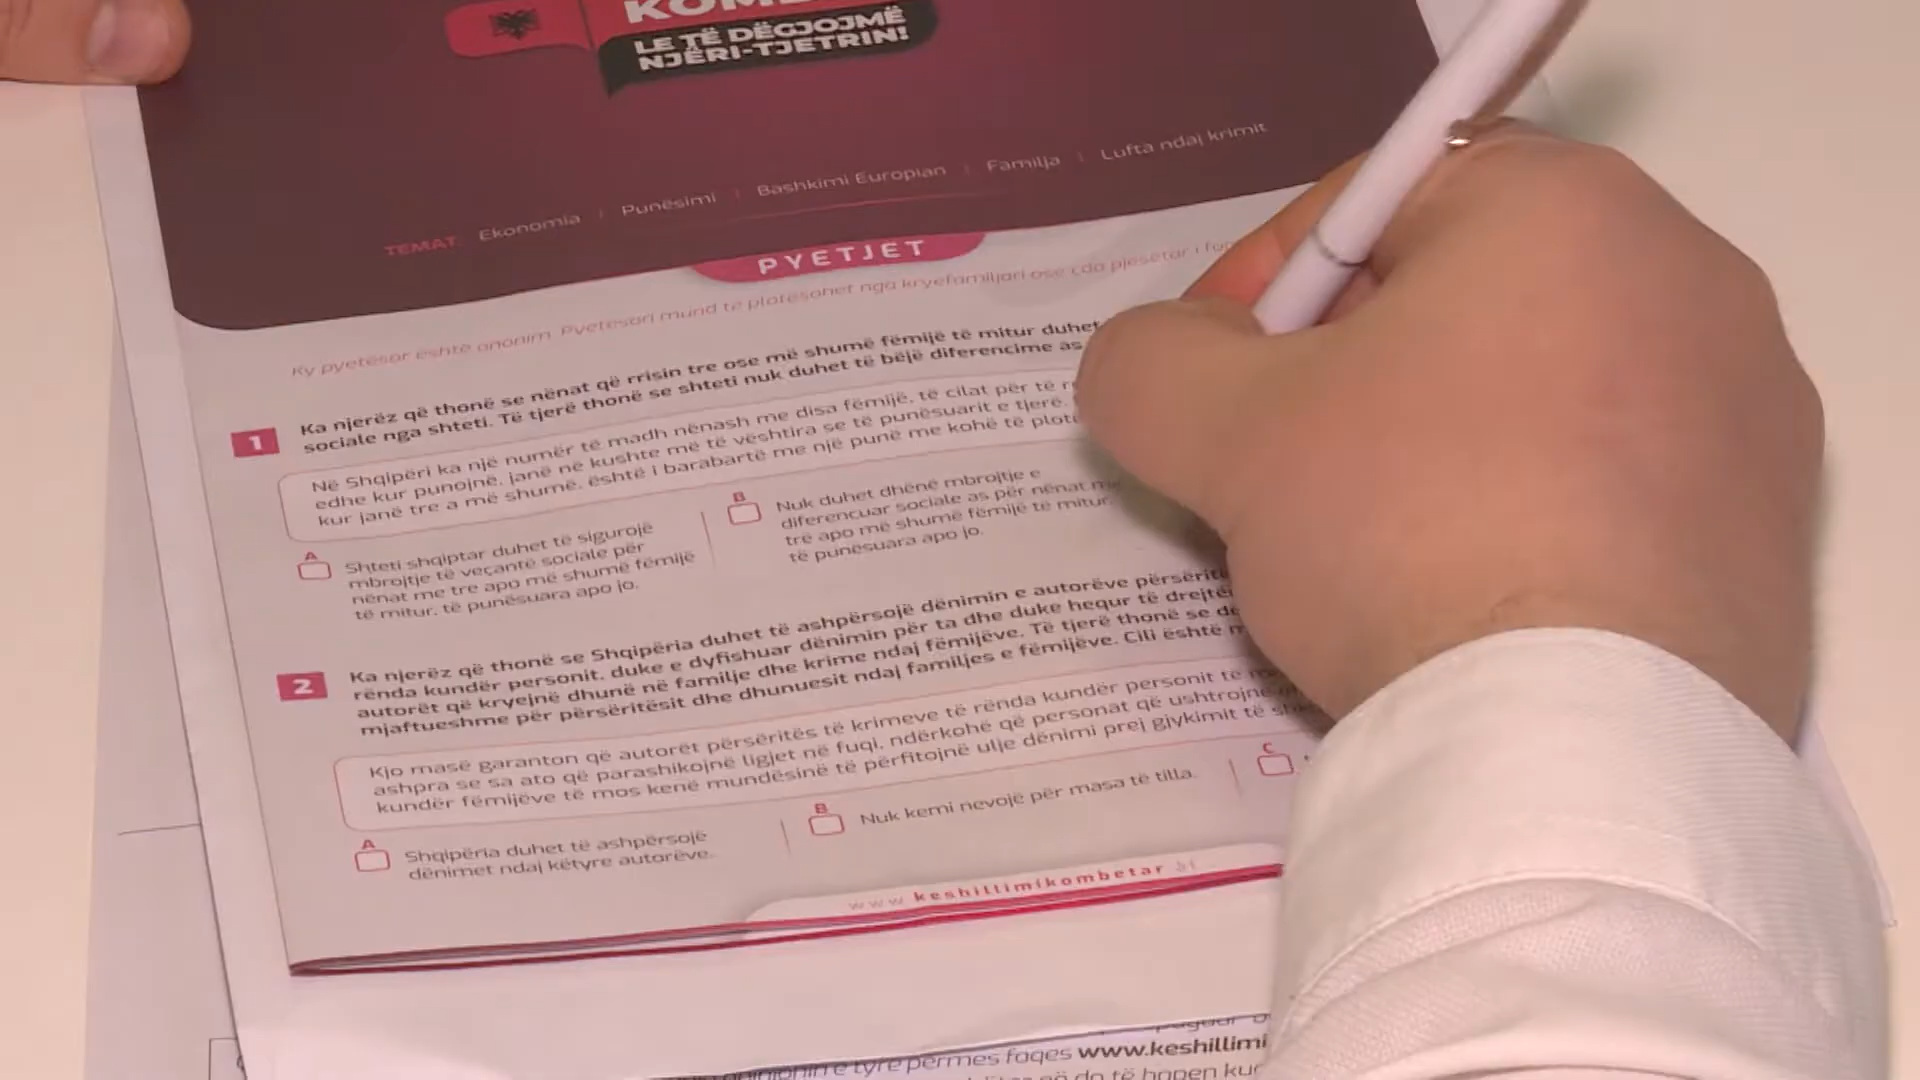 LE TË DËGJOJMË
NJËRI-TJETRIN!
TEMAT: Ekonomia | Punësimi | Bashkimi Europian | Familja | Lufta ndaj krimit
PYETJET
Ky pyetësor është anonim. Pyetësori mund të plotësohet nga kryefamiljari ose çdo pjesëtar i
1
Ka njerëz që thonë se nënat që rrisin tre ose më shumë fëmijë të mitur duhet
sociale nga shteti. Të tjerë thonë se shteti nuk duhet të bëjë diferencime as
Në Shqipëri ka një numër të madh nënash me disa fëmijë, të cilat për të
edhe kur punojnë, janë në kushte më të vështira se të punësuarit e tjerë.
kur janë tre a më shumë, është i barabartë me një punë me kohë të
A
Shteti shqiptar duhet të sigurojë
mbrojtje të veçantë sociale për
nënat me tre apo më shumë fëmijë
të mitur, të punësuara apo jo.
B
Nuk duhet dhënë mbrojtje e
diferencuar sociale as për nënat
tre apo më shumë fëmijë të mitur,
të punësuara apo jo.
2
Ka njerëz që thonë se Shqipëria duhet të ashpërsojë dënimin e autorëve
rënda kundër personit, duke e dyfishuar dënimin për ta dhe duke hequr të
autorët që kryejnë dhunë në familje dhe krime ndaj fëmijëve. Të tjerë thonë se
mjaftueshme për përsëritësit dhe dhunuesit ndaj familjes e fëmijëve. Cili është
Kjo masë garanton që autorët përsëritës të krimeve të rënda kundër personit të
ashpra se sa ato që parashikojnë ligjet në fuqi, ndërkohë që personat që ushtrojnë
kundër fëmijëve të mos kenë mundësinë të përfitojnë ulje dënimi prej gjykimit të
A
Shqipëria duhet të ashpërsojë
dënimet ndaj këtyre autorëve.
B
Nuk kemi nevojë për masa të tilla.
C
www.keshillimikombetar.al
e tyre përmes faqes www.keshillimi
do të hapen